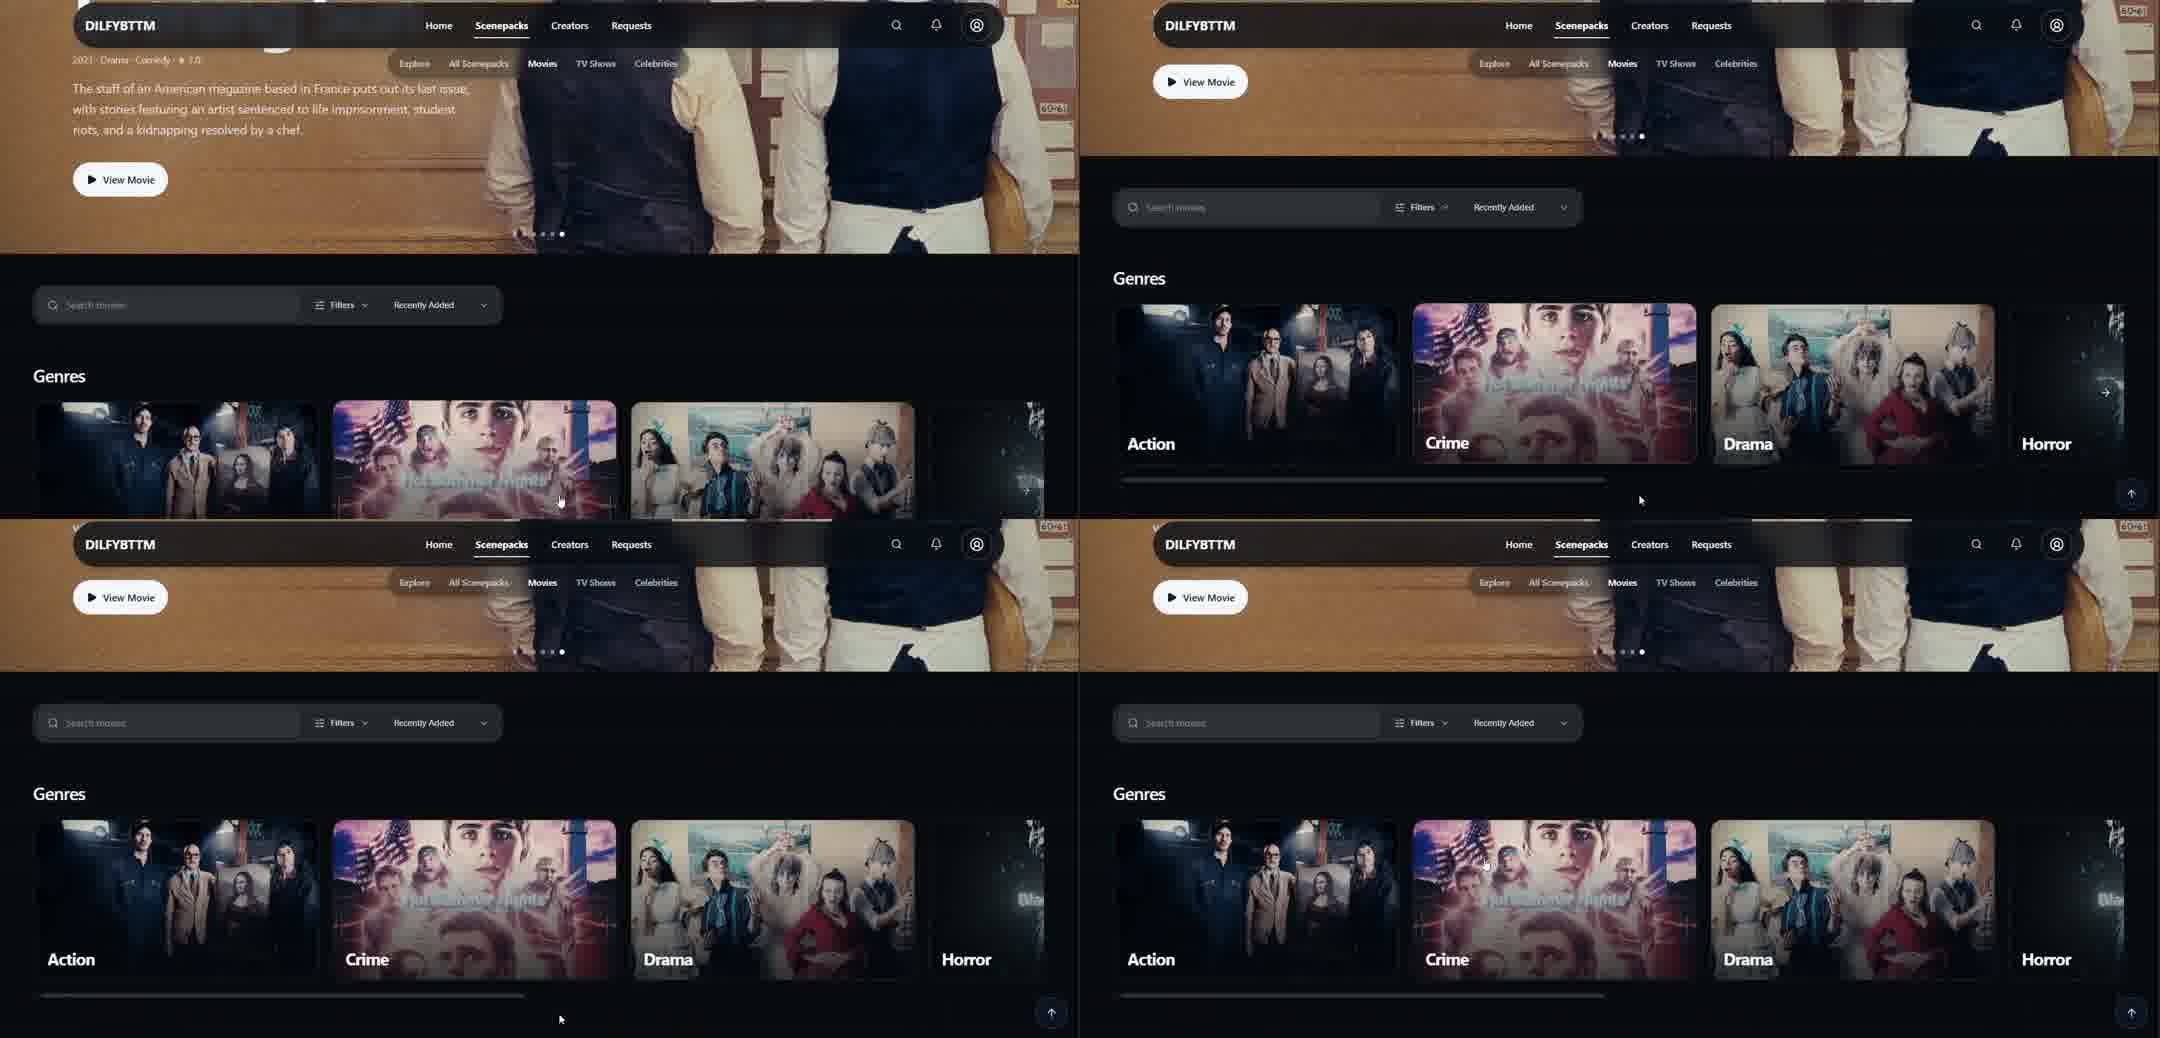 DILFYBTTM
Home Scenepacks Creators Requests
Explore All Scenepacks Movies TV Shows Celebrities
2021 · Drama · Comedy · ★ 7.0
The staff of an American magazine based in France puts out its last issue,
with stories featuring an artist sentenced to life imprisonment, student
riots, and a kidnapping resolved by a chef.
View Movie
Search movies
Filters
Recently Added
Genres
DILFYBTTM
Home Scenepacks Creators Requests
Explore All Scenepacks Movies TV Shows Celebrities
View Movie
Search movies
Filters
Recently Added
Genres
Action
Crime
Drama
Horror
DILFYBTTM
Home Scenepacks Creators Requests
Explore All Scenepacks Movies TV Shows Celebrities
View Movie
Search movies
Filters
Recently Added
Genres
Action
Crime
Drama
Horror
DILFYBTTM
Home Scenepacks Creators Requests
Explore All Scenepacks Movies TV Shows Celebrities
View Movie
Search movies
Filters
Recently Added
Genres
Action
Crime
Drama
Horror